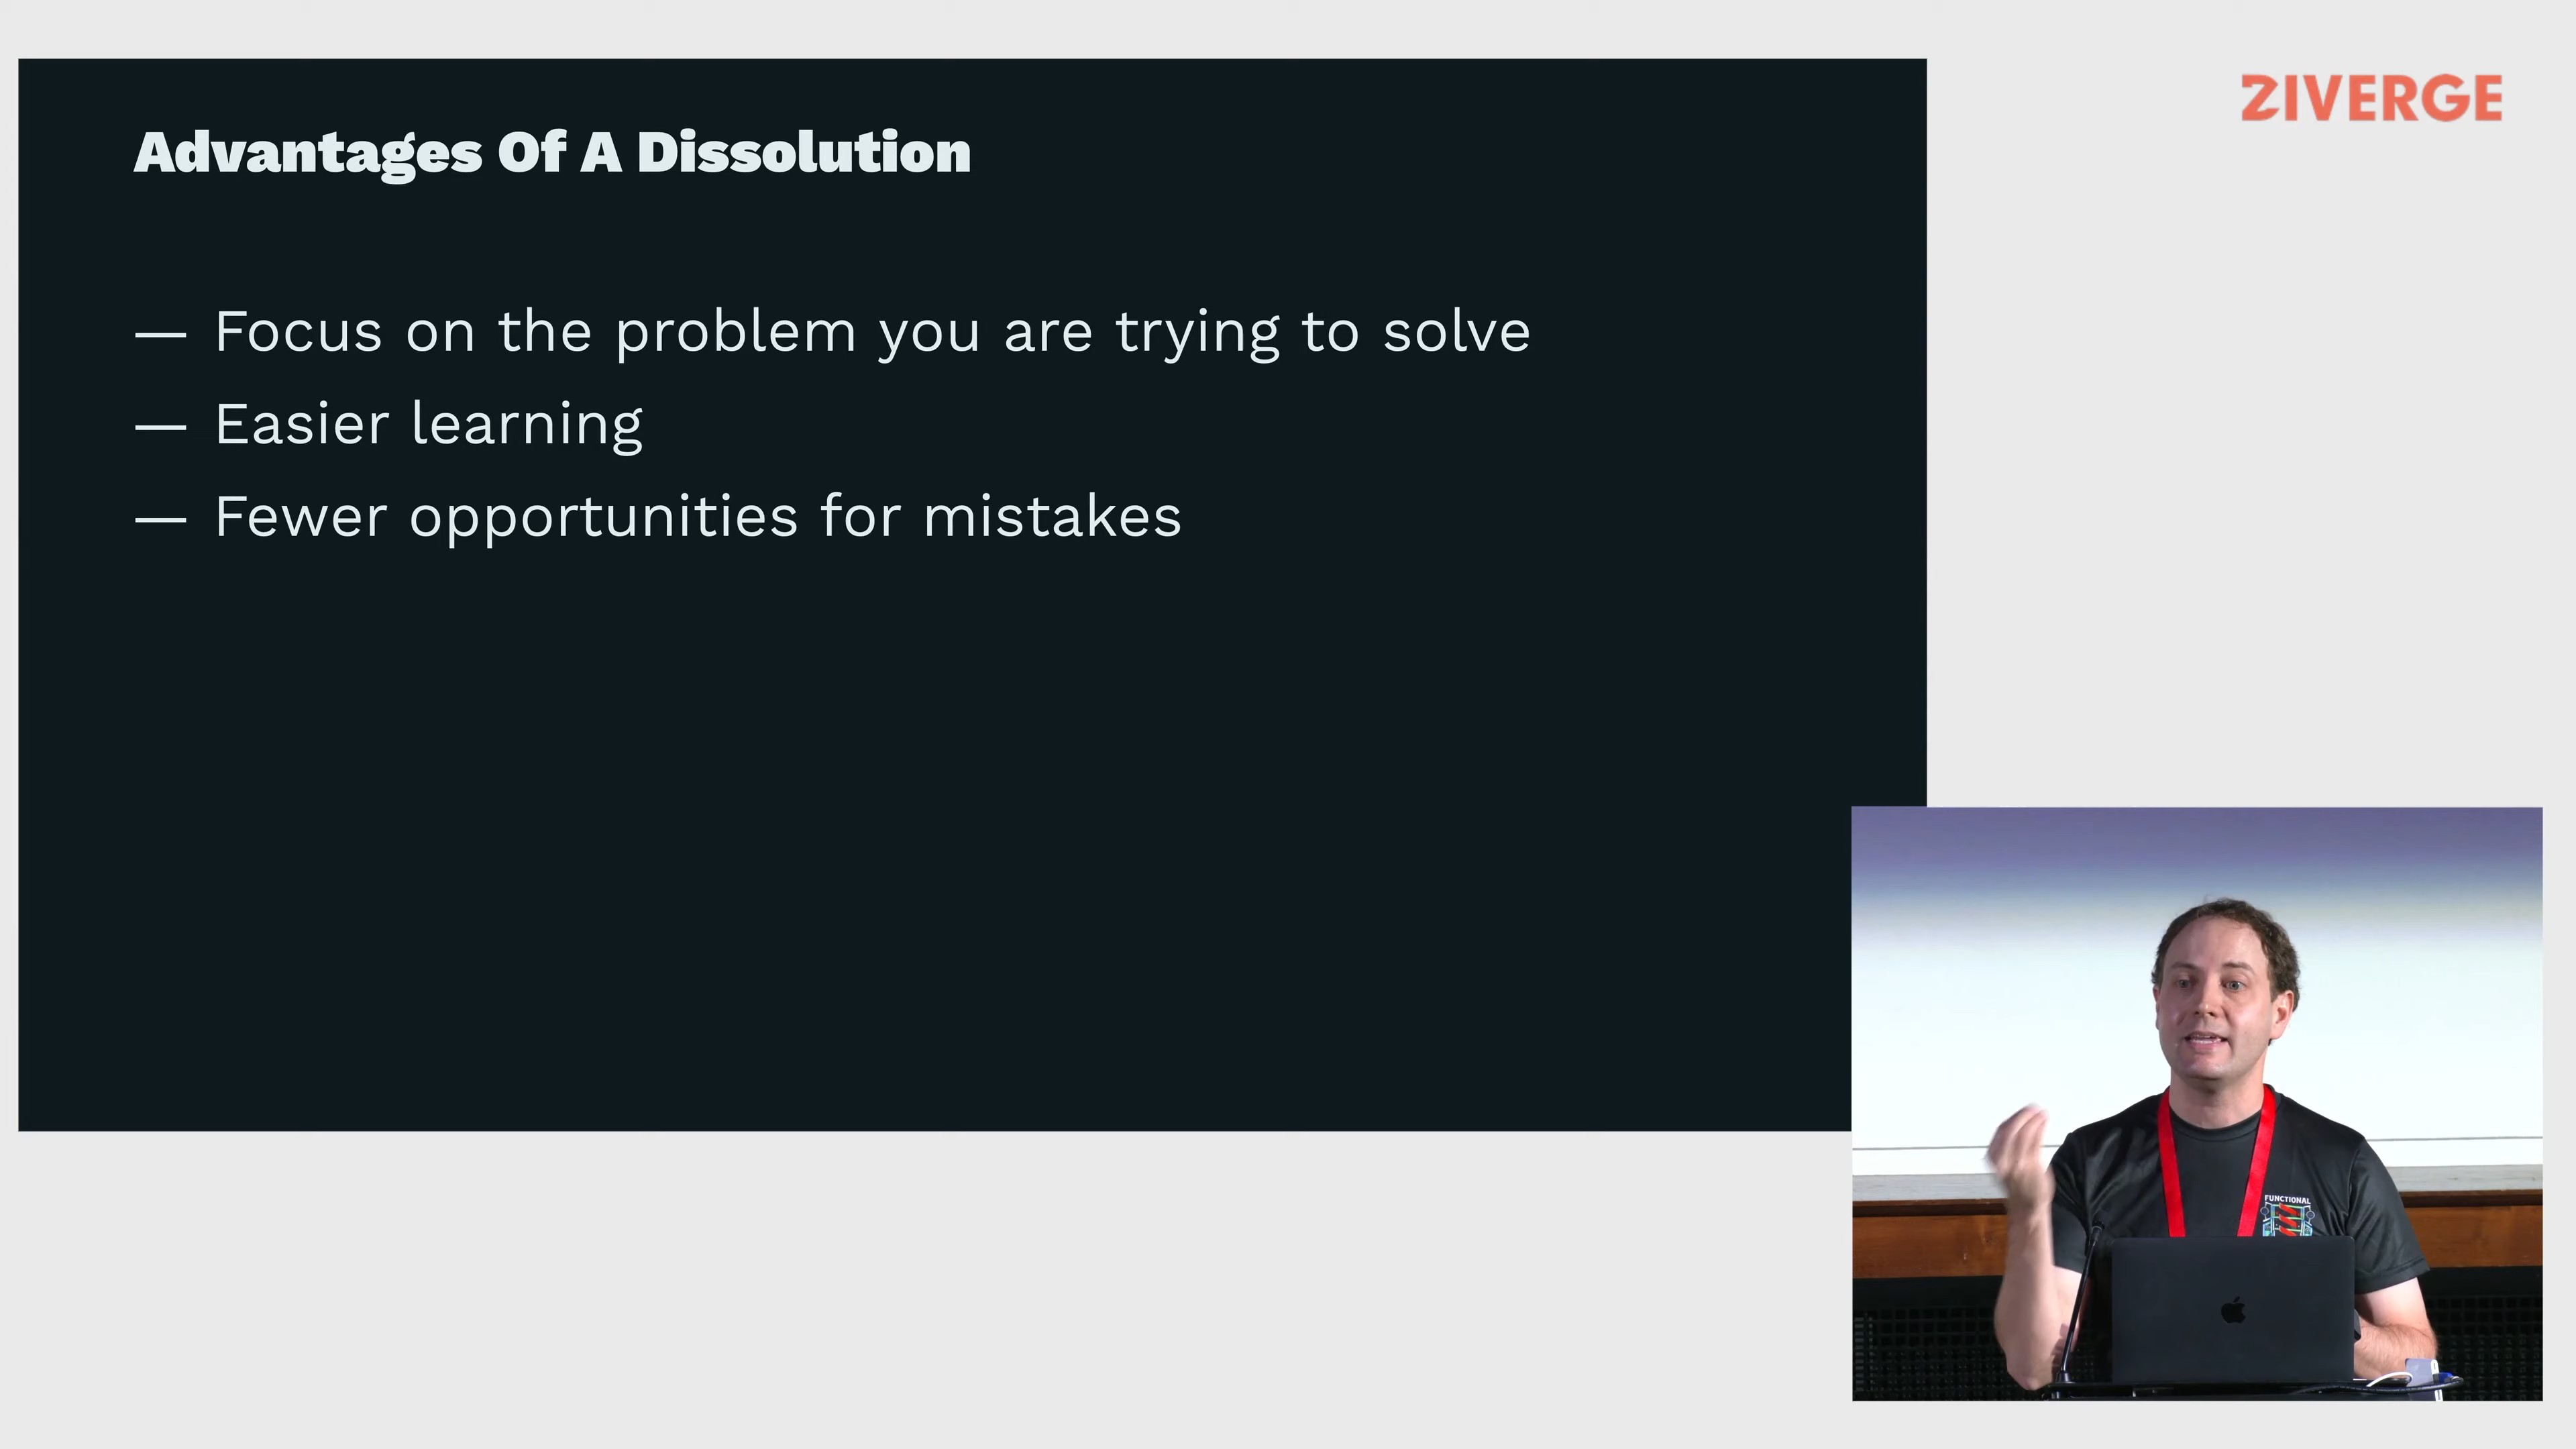 Advantages Of A Dissolution
— Focus on the problem you are trying to solve
— Easier learning
— Fewer opportunities for mistakes
ZIVERGE
FUNCTIONAL